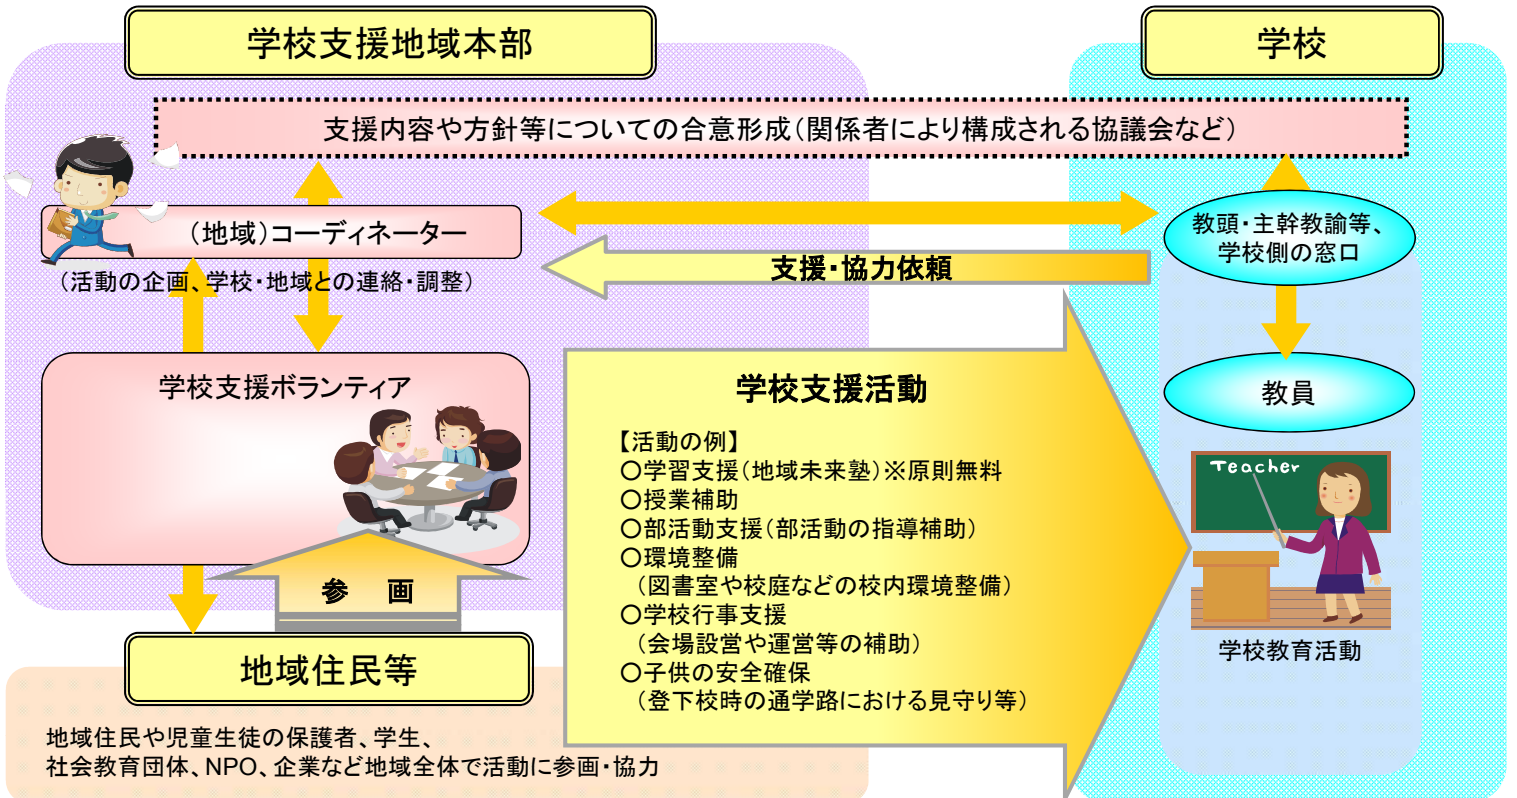 学校支援地域本部
学校
支援内容や方針等についての合意形成（関係者により構成される協議会など）
（地域）コーディネーター
（活動の企画、学校・地域との連絡・調整）
教頭・主幹教諭等、
学校側の窓口
支援・協力依頼
学校支援ボランティア
学校支援活動
【活動の例】
○学習支援（地域未来塾）※原則無料
○授業補助
○部活動支援（部活動の指導補助）
○環境整備
（図書室や校庭などの校内環境整備）
○学校行事支援
（会場設営や運営等の補助）
○子供の安全確保
（登下校時の通学路における見守り等）
教員
Teacher
学校教育活動
参　画
地域住民等
地域住民や児童生徒の保護者、学生、
社会教育団体、NPO、企業など地域全体で活動に参画・協力